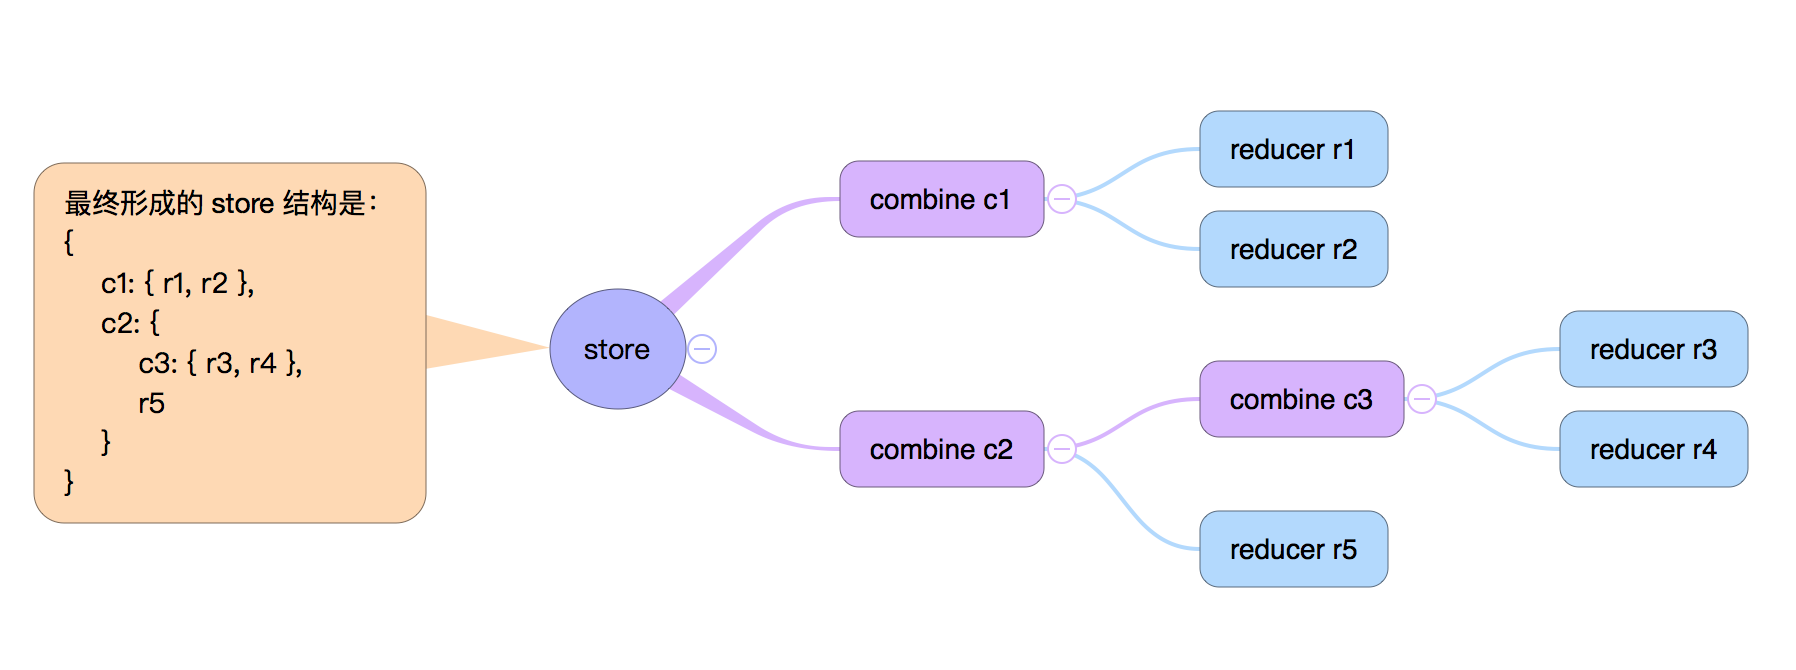 最终形成的 store 结构是：
{
c1: { r1, r2 },
c2: {
c3: { r3, r4 },
r5
}
}
store
combine c1
reducer r1
reducer r2
combine c2
combine c3
reducer r3
reducer r4
reducer r5